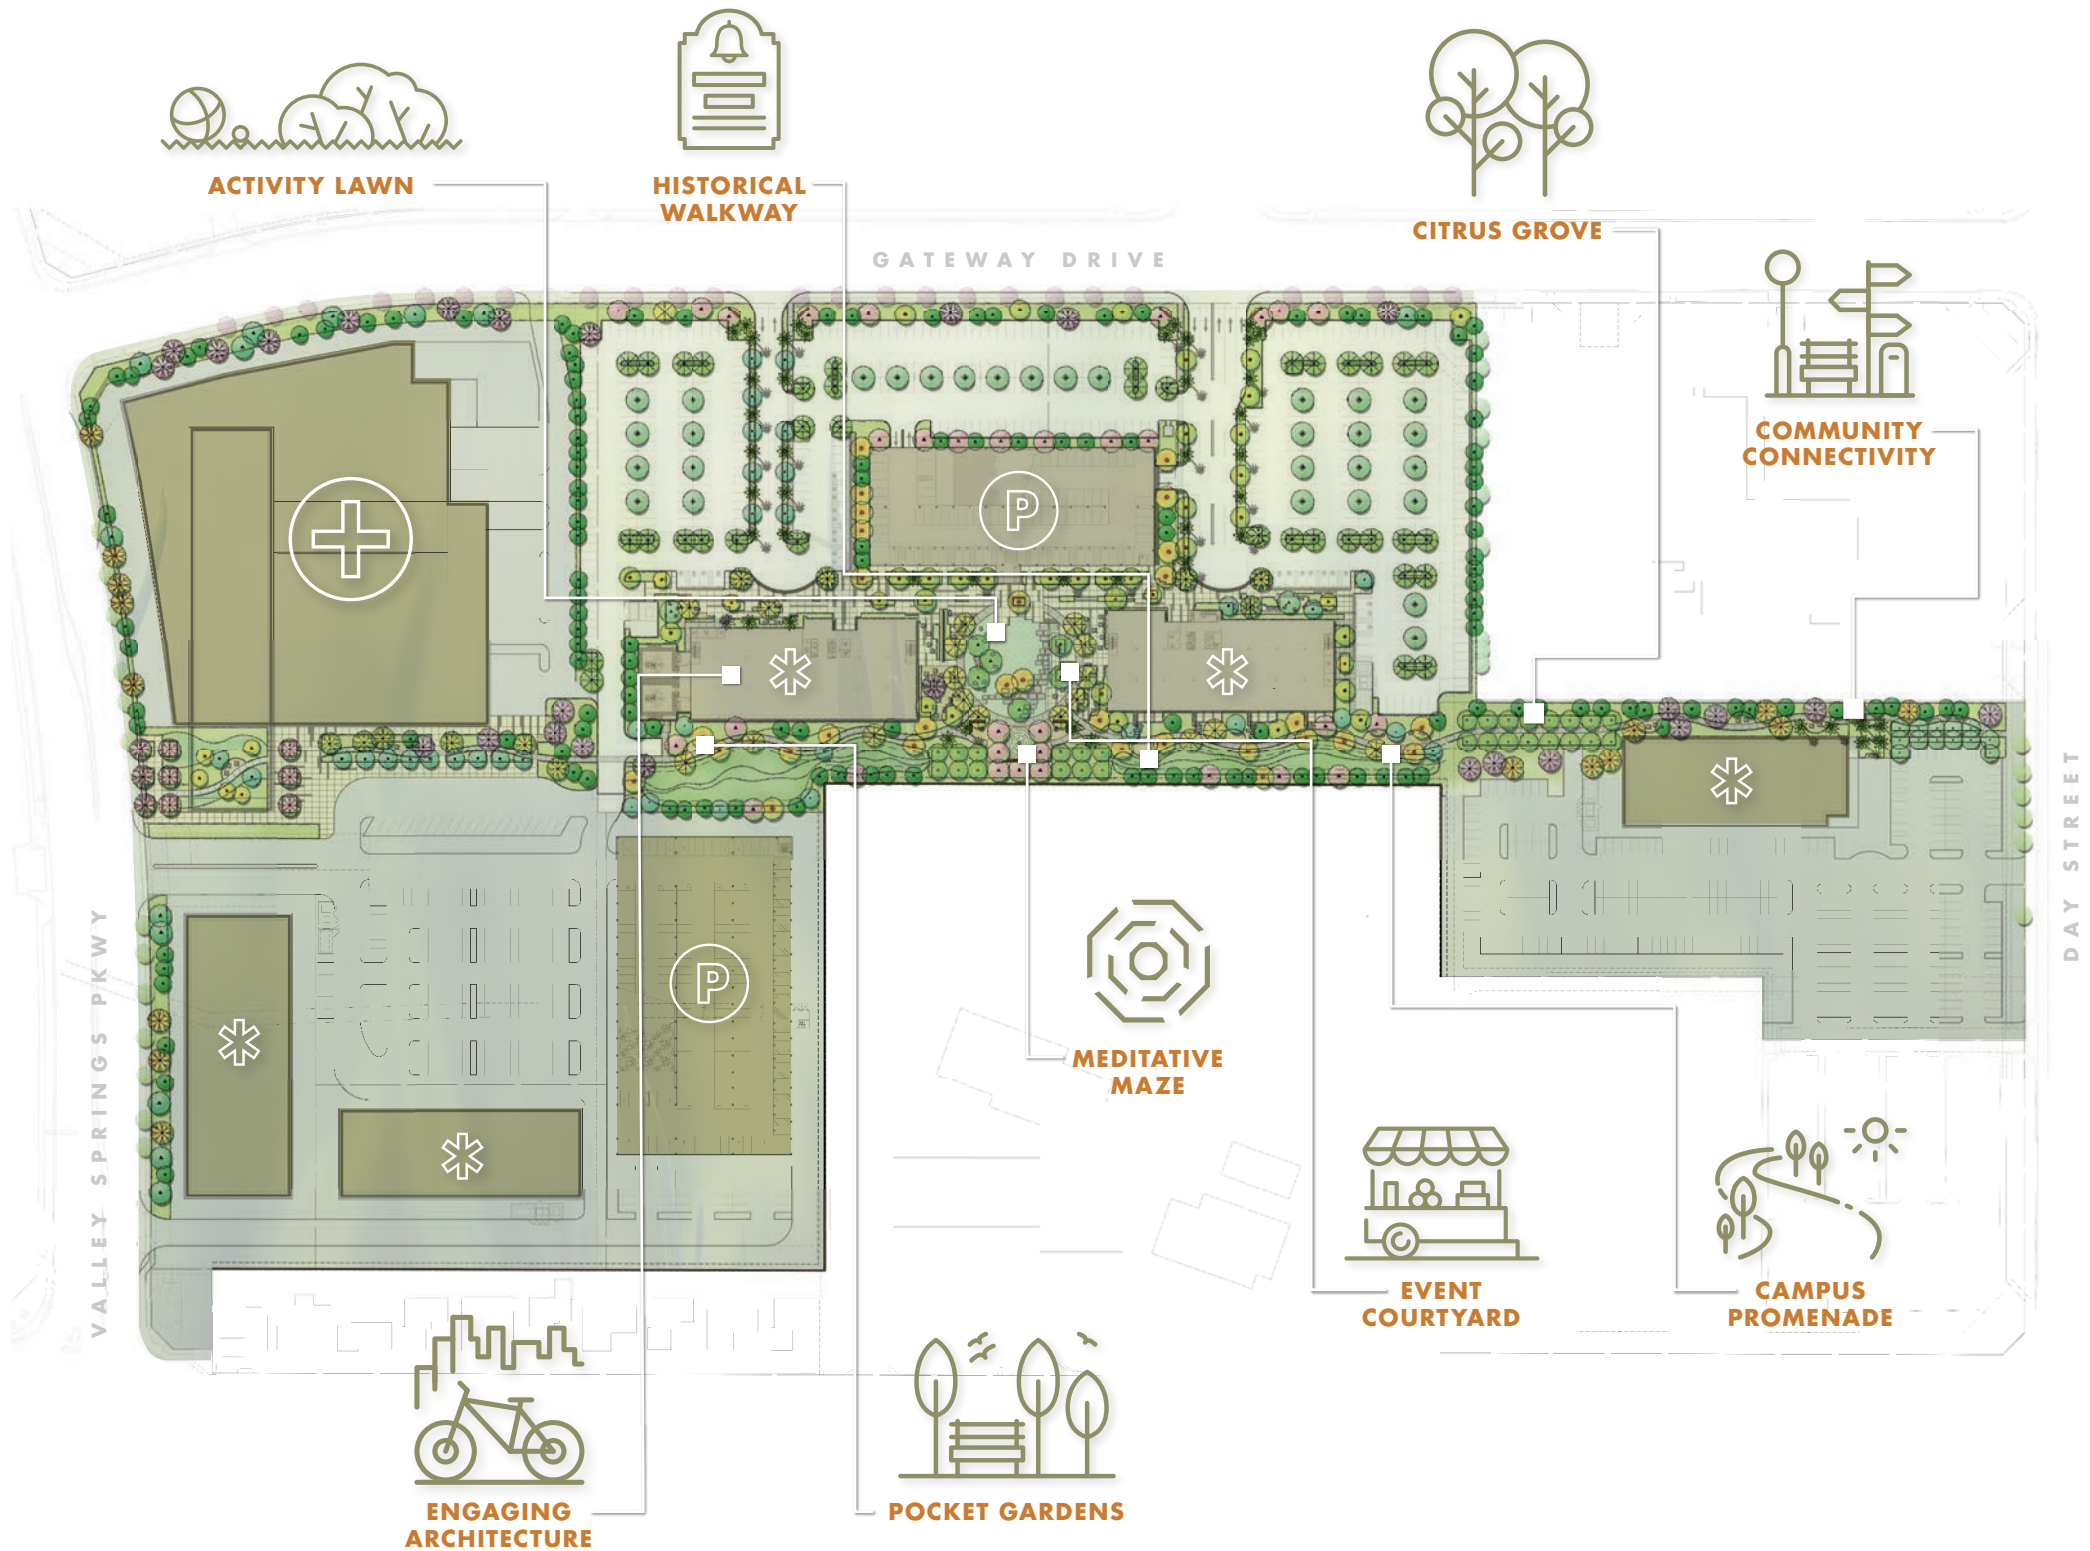 ACTIVITY LAWN
HISTORICAL
WALKWAY
CITRUS GROVE
GATEWAY DRIVE
COMMUNITY
CONNECTIVITY
P
P
DAY STREET
VALLEY SPRINGS PKWY
MEDITATIVE
MAZE
EVENT
COURTYARD
CAMPUS
PROMENADE
ENGAGING
ARCHITECTURE
POCKET GARDENS